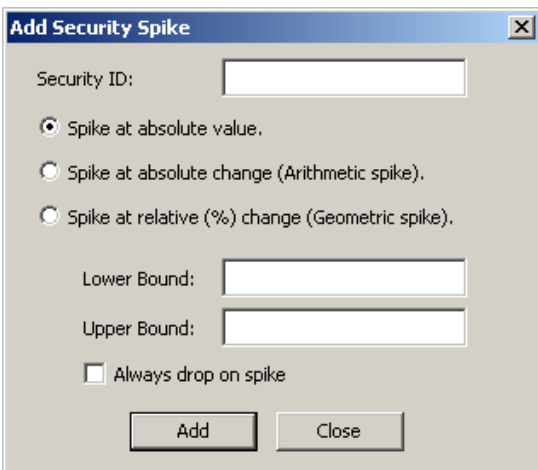 Add Security Spike
Security ID:
Spike at absolute value.
Spike at absolute change (Arithmetic spike).
Spike at relative (%) change (Geometric spike).
Lower Bound:
Upper Bound:
Always drop on spike
Add Close